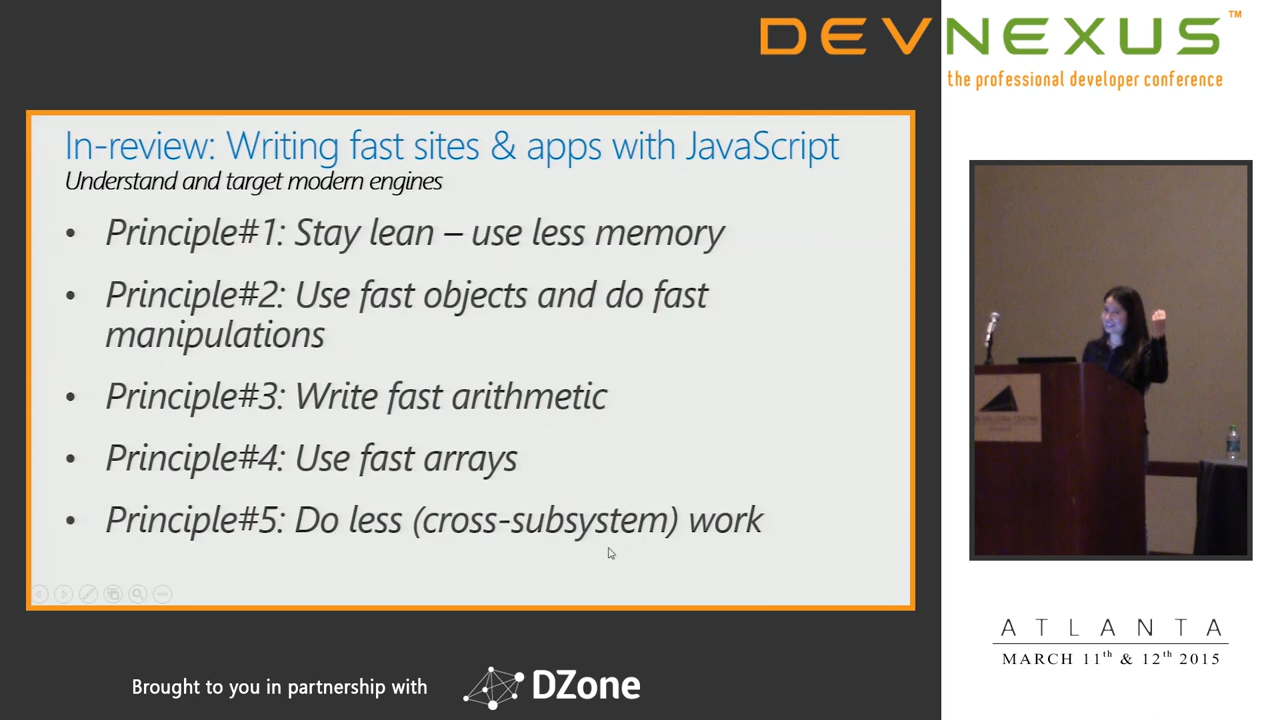 DEVNEXUS™
the professional developer conference
In-review: Writing fast sites & apps with JavaScript
Understand and target modern engines
• Principle#1: Stay lean – use less memory
• Principle#2: Use fast objects and do fast
manipulations
• Principle#3: Write fast arithmetic
• Principle#4: Use fast arrays
• Principle#5: Do less (cross-subsystem) work
ATLANTA
MARCH 11th & 12th 2015
Brought to you in partnership with
DZone